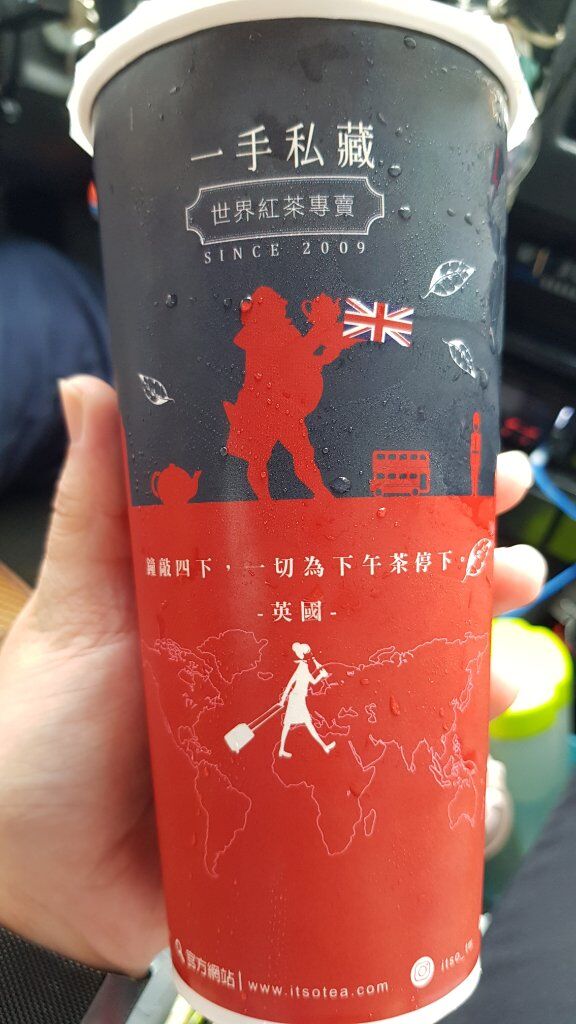 一手私藏
世界紅茶專賣
SINCE 2009
鐘敲四下，一切為下午茶停下。
-英國-
官方網站 | www.itsotea.com
itso_